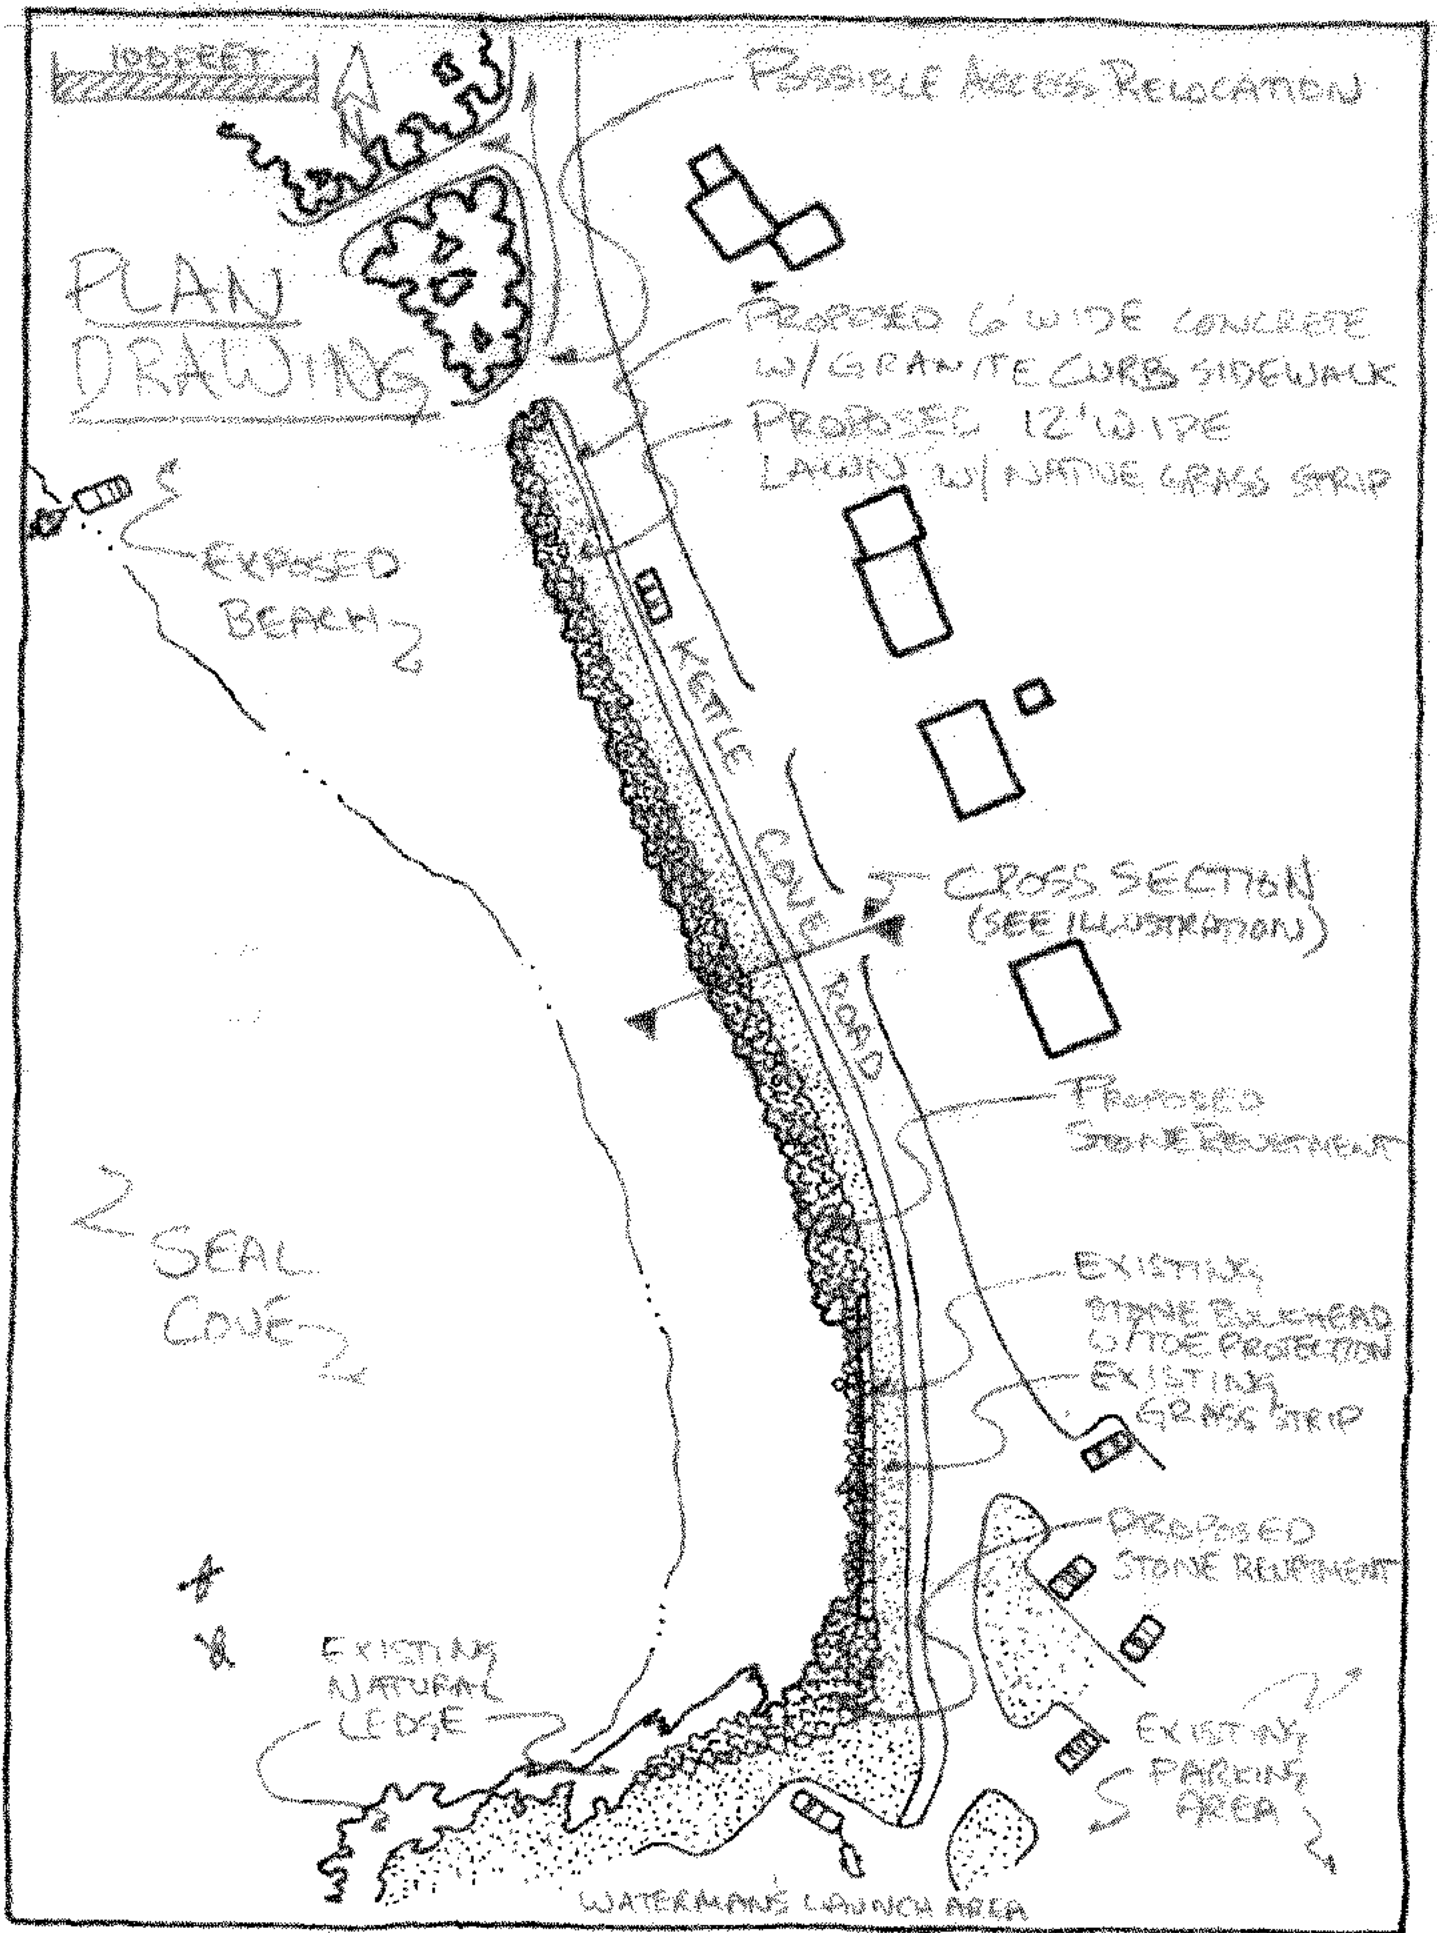 100 FEET
N
POSSIBLE ACCESS RELOCATION
PLAN
DRAWING
PROPOSED 6' WIDE CONCRETE
W/ GRANITE CURB SIDEWALK
PROPOSED 12' WIDE
LAWN W/ NATIVE GRASS STRIP
EXPOSED
BEACH
KETTLE
COVE
ROAD
CROSS SECTION
(SEE ILLUSTRATION)
PROPOSED
STONE REVETMENT
SEAL
COVE
EXISTING
STONE BULKHEAD
W/TOE PROTECTION
EXISTING
GRASS STRIP
PROPOSED
STONE REVETMENT
EXISTING
NATURAL
LEDGE
EXISTING
PARKING
AREA
WATERMAN'S LAUNCH AREA